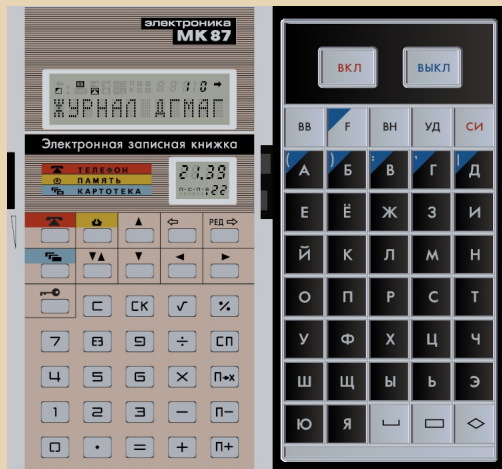 электроника
МК 87
ЖУРНАЛ ДГМАГ
Электронная записная книжка
ТЕЛЕФОН
ПАМЯТЬ
КАРТОТЕКА
21,39
П-С-П-Б 22
РЕД
С СК √ %
7 8 9 ÷ СП
4 5 6 × П→х
1 2 3 − П−
0 · = + П+
ВКЛ ВЫКЛ
ВВ F ВН УД СИ
( А ) Б : В ' Г | Д
Е Ё Ж З И
Й К Л М Н
О П Р С Т
У Ф Х Ц Ч
Ш Щ Ы Ь Э
Ю Я